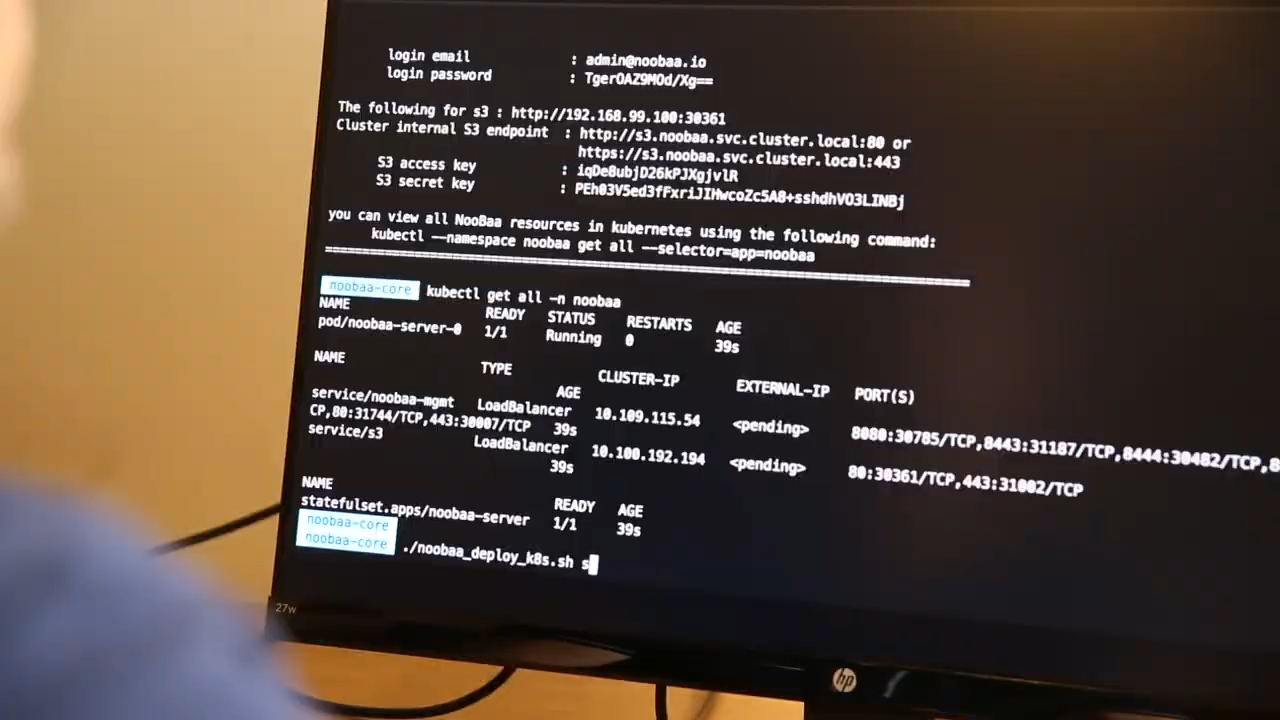 login email : admin@noobaa.io
login password : TgerOAZ9MOd/Xg==
The following for s3 : http://192.168.99.100:30361
Cluster internal S3 endpoint : http://s3.noobaa.svc.cluster.local:80 or
https://s3.noobaa.svc.cluster.local:443
S3 access key : iqDe8ubjD26kPJXgjvlR
S3 secret key : PEh03V5ed3fFxriJIHwcoZc5A8+sshdhVO3LINBj
you can view all NooBaa resources in kubernetes using the following command:
kubectl --namespace noobaa get all --selector=app=noobaa
================================================================================
noobaa-core kubectl get all -n noobaa
NAME READY STATUS RESTARTS AGE
pod/noobaa-server-0 1/1 Running 0 39s
NAME TYPE CLUSTER-IP EXTERNAL-IP PORT(S)
AGE
service/noobaa-mgmt LoadBalancer 10.109.115.54 <pending> 8080:30785/TCP,8443:31187/TCP,8444:30482/TCP,8
CP,80:31744/TCP,443:30007/TCP 39s
service/s3 LoadBalancer 10.100.192.194 <pending> 80:30361/TCP,443:31002/TCP
39s
NAME READY AGE
statefulset.apps/noobaa-server 1/1 39s
noobaa-core
noobaa-core ./noobaa_deploy_k8s.sh s
27w
hp